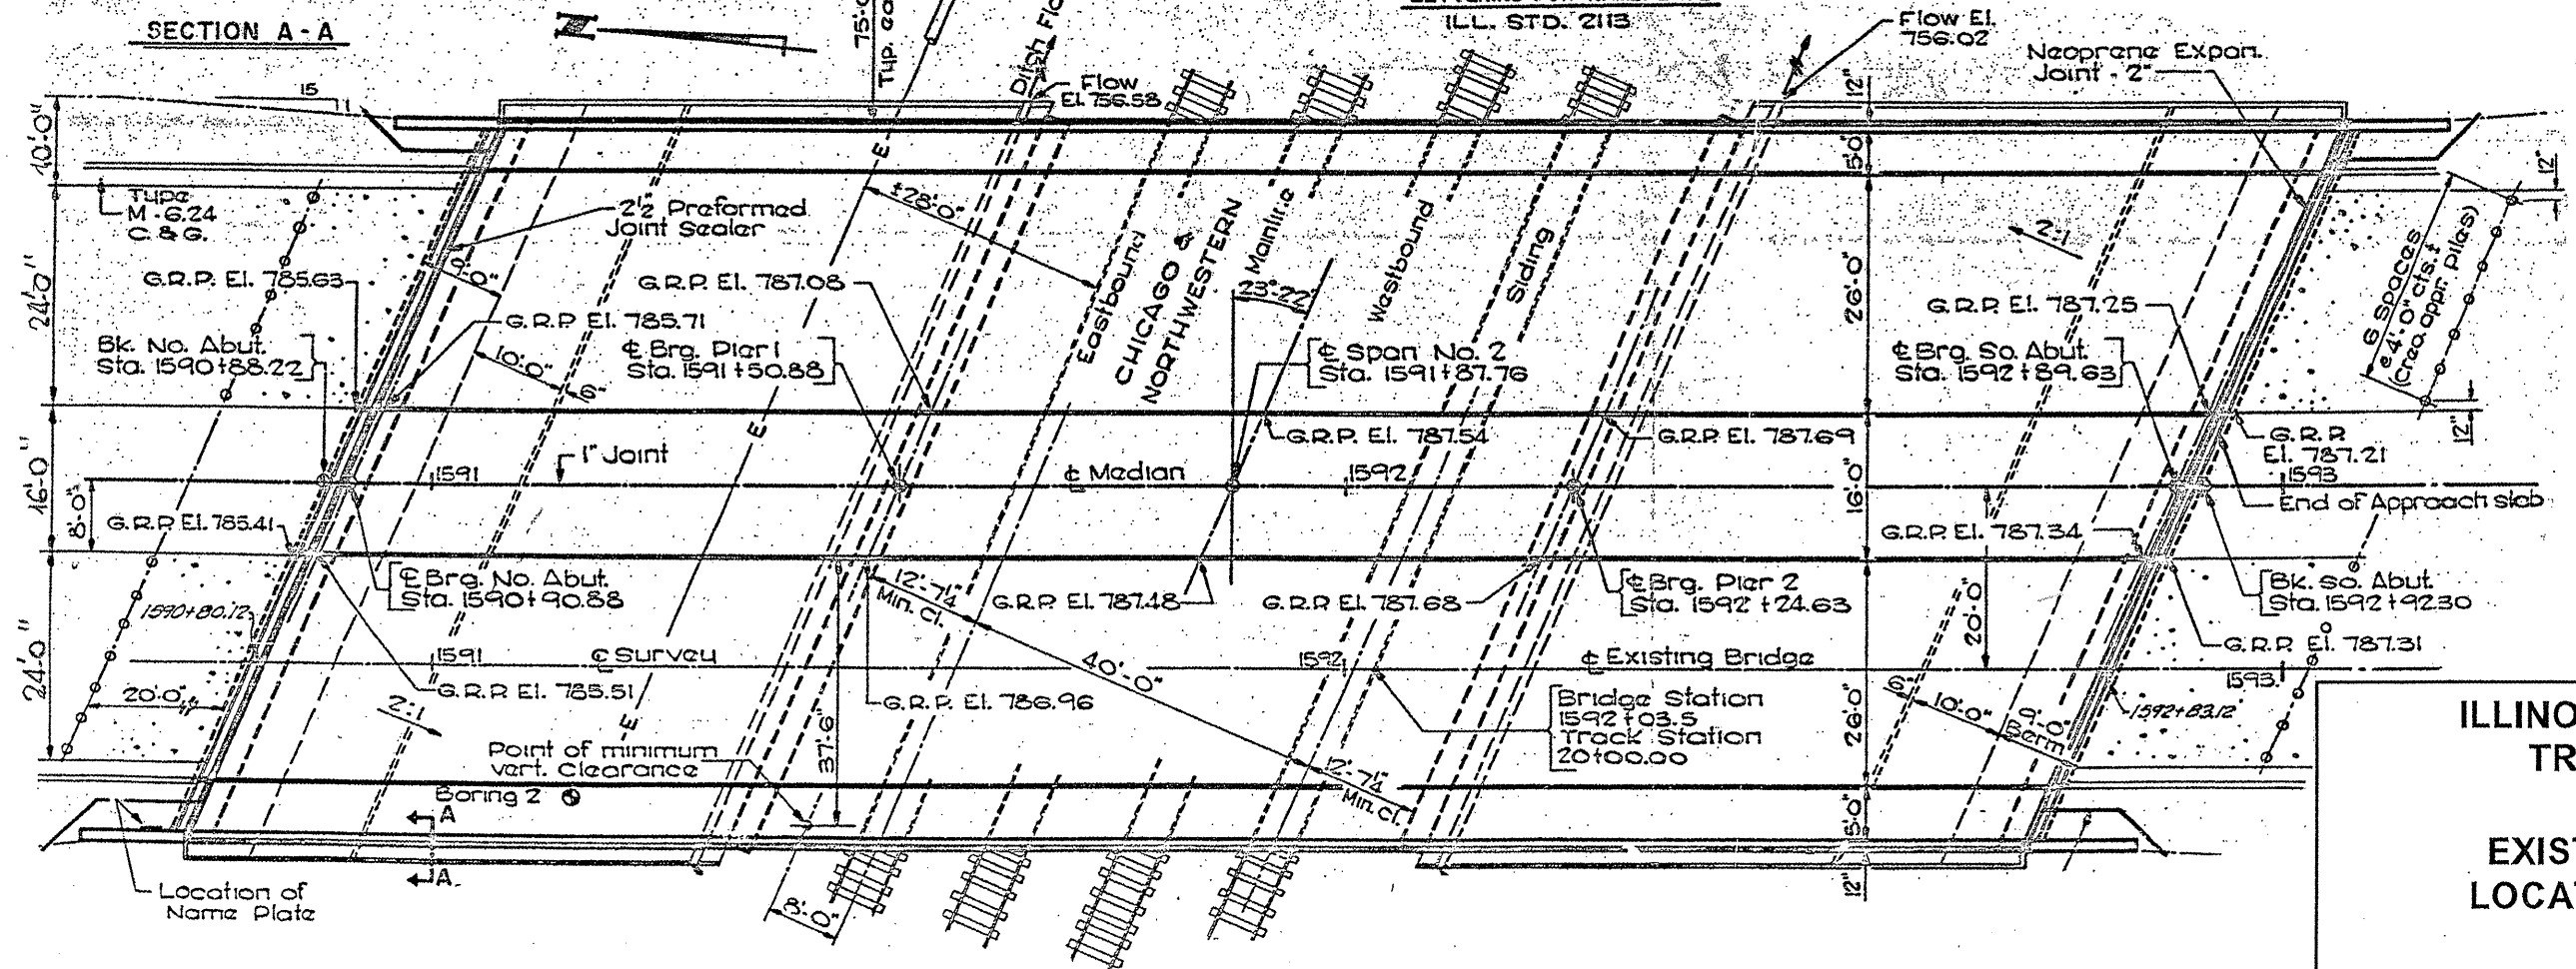 SECTION A-A
ILL. STD. 2113
Flow El.
756.02
Neoprene Expan.
Joint - 2"
15
1
75'-0
Typ. ea
Ditch Flo
Flow
El. 756.58
12"
10'-0"
5'-0"
12"
Type
M-6.24
C. & G.
2½" Preformed
Joint Sealer
±28'-0"
Eastbound
CHICAGO &
NORTHWESTERN
Mainline
Westbound
Siding
2:1
6 Spaces
@ 4'-0" cts. ±
(Creo. appr. piles)
24'-0"
26'-0"
G.R.P. El. 785.63
G.R.P. El. 787.08
23°-22'
G.R.P. El. 787.25
G.R.P. El. 785.71
Bk. No. Abut.
Sta. 1590+88.22
10'-0"
6'
℄ Brg. Pier 1
Sta. 1591+50.88
℄ Span No. 2
Sta. 1591+87.76
℄ Brg. So. Abut.
Sta. 1592+89.63
E
E
E
G.R.P. El. 787.54
G.R.P. El. 787.69
G.R.P.
El. 787.21
12"
1" Joint
1591
℄ Median
1592
1593
16'-0"
8'-0"
16'-0"
End of Approach slab
G.R.P. El. 785.41
G.R.P. El. 787.34
℄ Brg. No. Abut.
Sta. 1590+90.88
12'-7¼"
Min. Cl.
G.R.P. El. 787.48
G.R.P. El. 787.68
℄ Brg. Pier 2
Sta. 1592+24.63
Bk. So. Abut.
Sta. 1592+92.30
1590+80.12
20'-0"
G.R.P. El. 787.31
1591
℄ Survey
40'-0"
1592
℄ Existing Bridge
1593
24'-0"
20'-0"
G.R.P. El. 785.51
G.R.P. El. 786.96
2:1
Bridge Station
1592+03.5
Track Station
20+00.00
6'
10'-0"
Berm
1592+83.12
26'-0"
Point of minimum
vert. Clearance
37'-6"
12'-7¼"
Min. Cl.
Boring 2
A
A
5'-0"
12"
8'-0"
Location of
Name Plate
ILLINO
TR
EXIST
LOCA